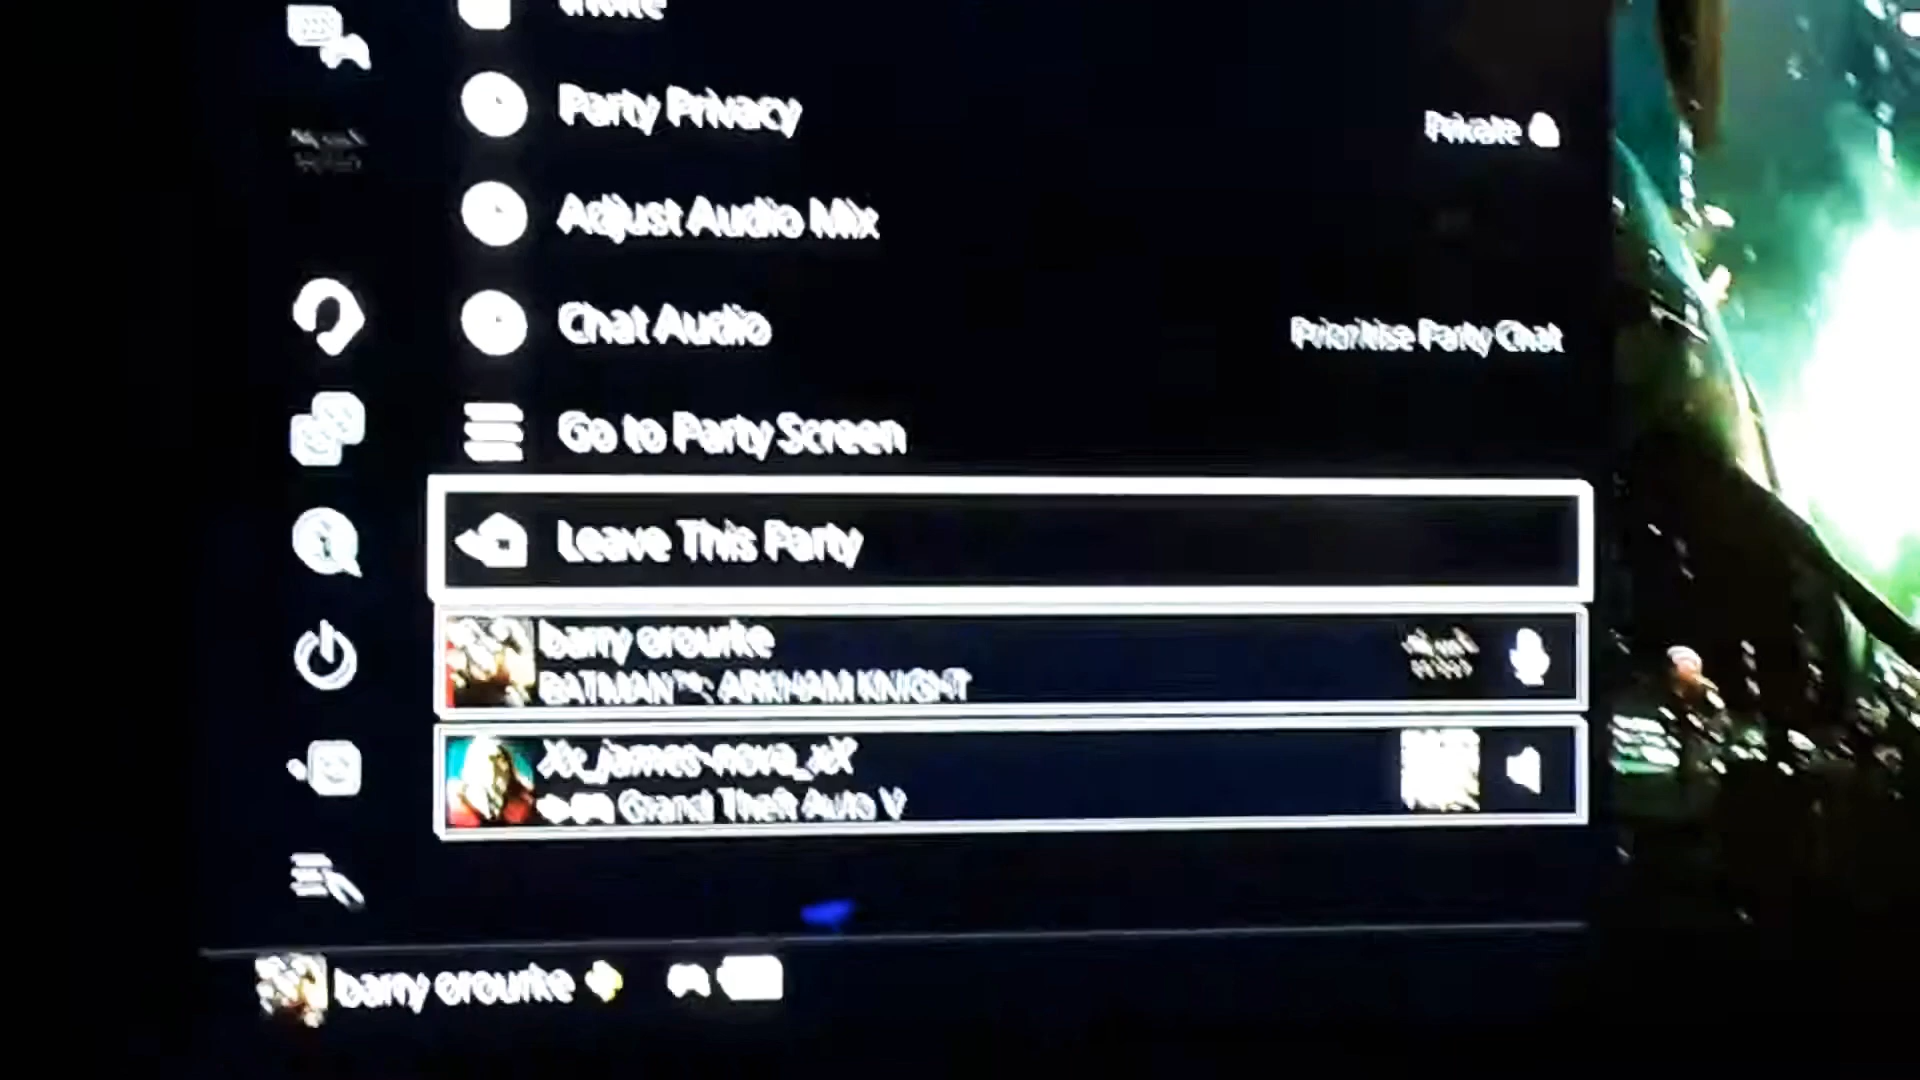 Invite
Party Privacy
Private
Adjust Audio Mix
Chat Audio
Prioritise Party Chat
Go to Party Screen
Leave This Party
barry orourke
BATMAN™: ARKHAM KNIGHT
Xx_james-nova_xX
Grand Theft Auto V
barry orourke